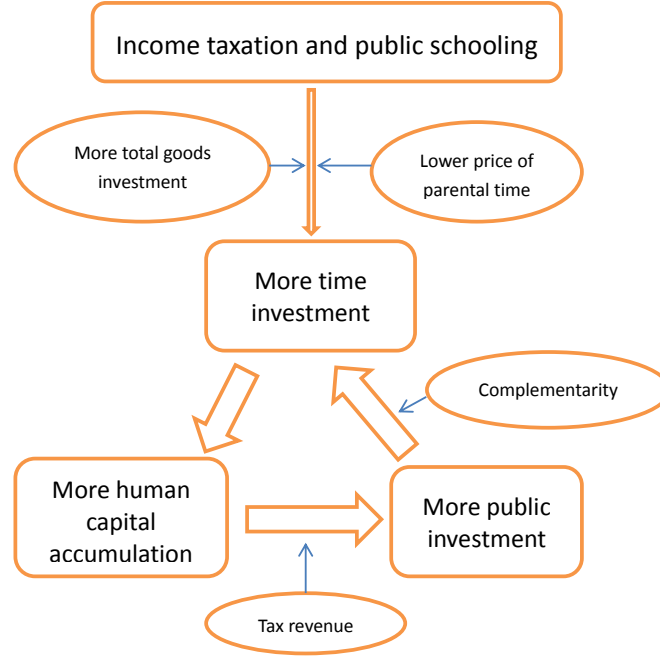 Income taxation and public schooling
More total goods
investment
Lower price of
parental time
More time
investment
Complementarity
More human
capital
accumulation
More public
investment
Tax revenue